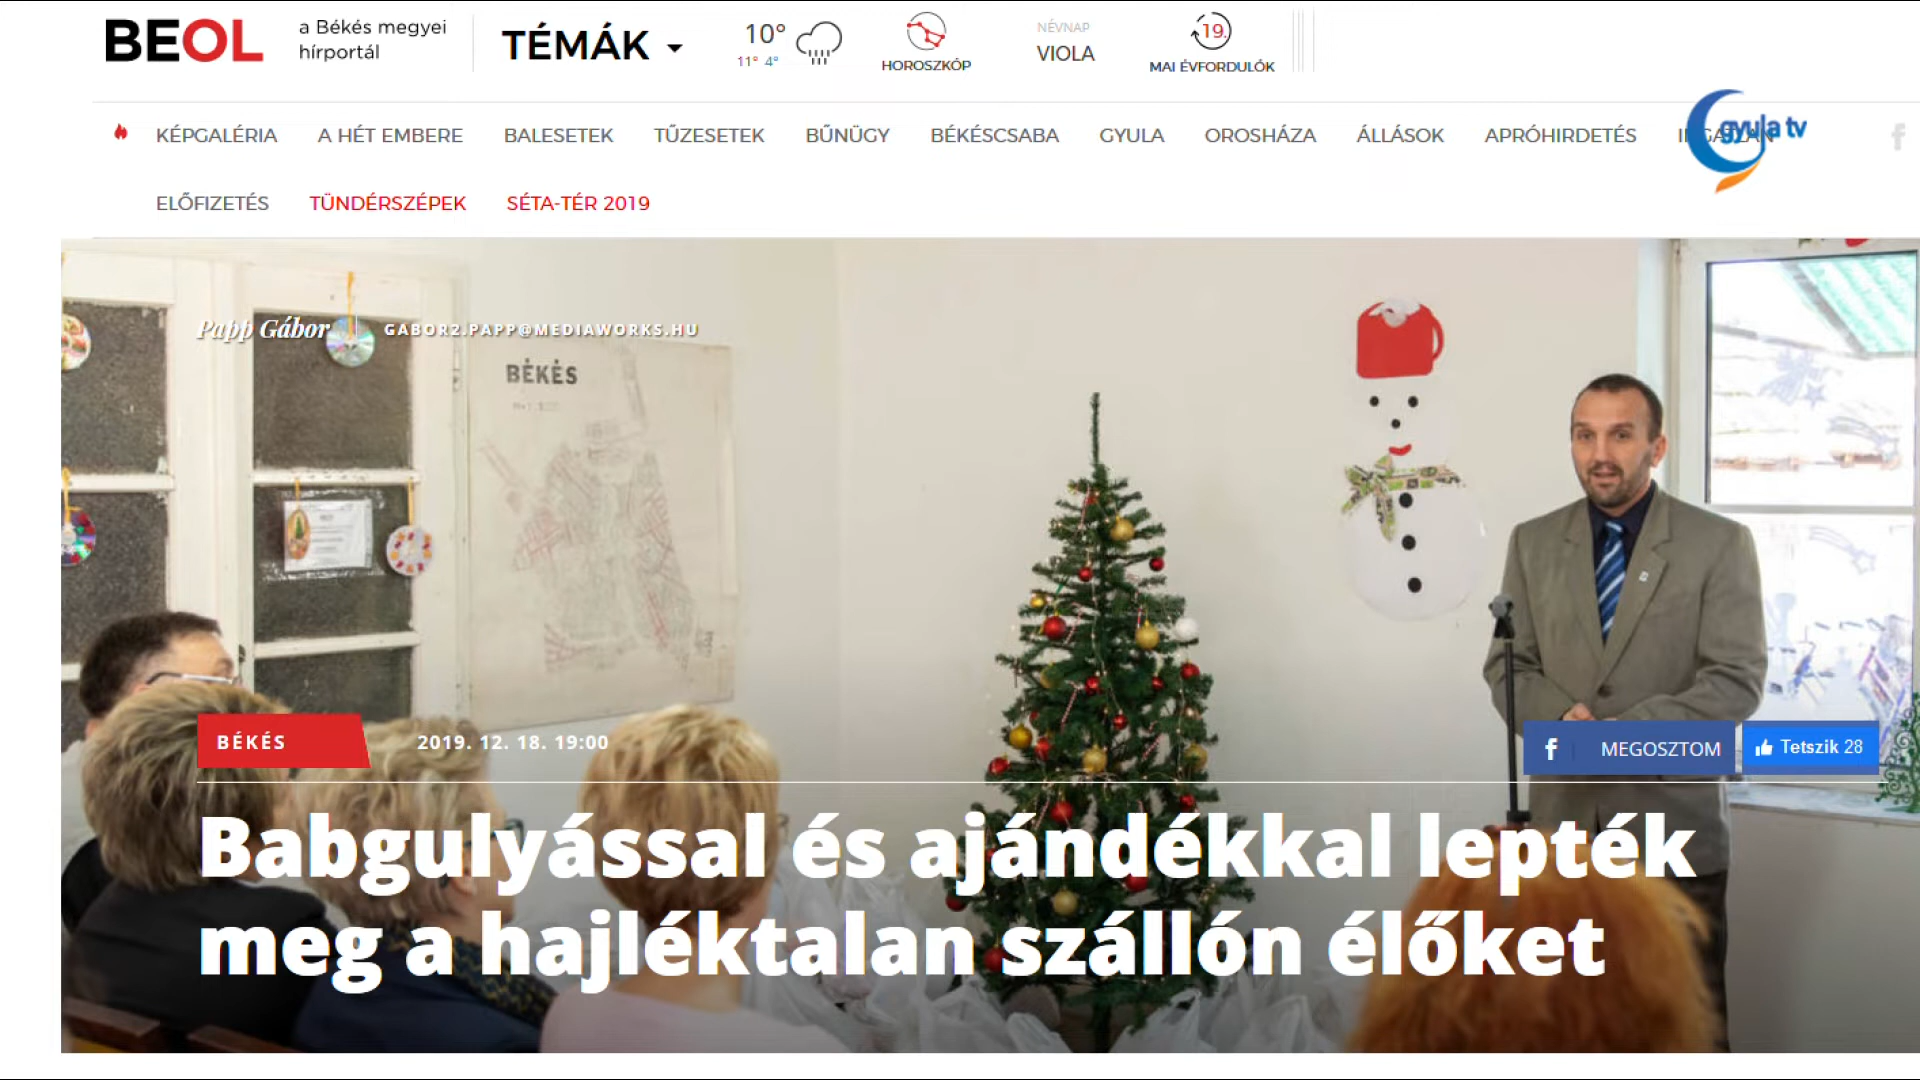 BEOL
a Békés megyei
hírportál
TÉMÁK
10°
11° 4°
HOROSZKÓP
NÉVNAP
VIOLA
19.
MAI ÉVFORDULÓK
KÉPGALÉRIA A HÉT EMBERE BALESETEK TŰZESETEK BŰNÜGY BÉKÉSCSABA GYULA OROSHÁZA ÁLLÁSOK APRÓHIRDETÉS INGATLAN
gyula tv
ELŐFIZETÉS TÜNDÉRSZÉPEK SÉTA-TÉR 2019
Papp Gábor GABOR2.PAPP@MEDIAWORKS.HU
BÉKÉS
BÉKÉS 2019. 12. 18. 19:00
MEGOSZTOM Tetszik 28
Babgulyással és ajándékkal lepték
meg a hajléktalan szállón élőket